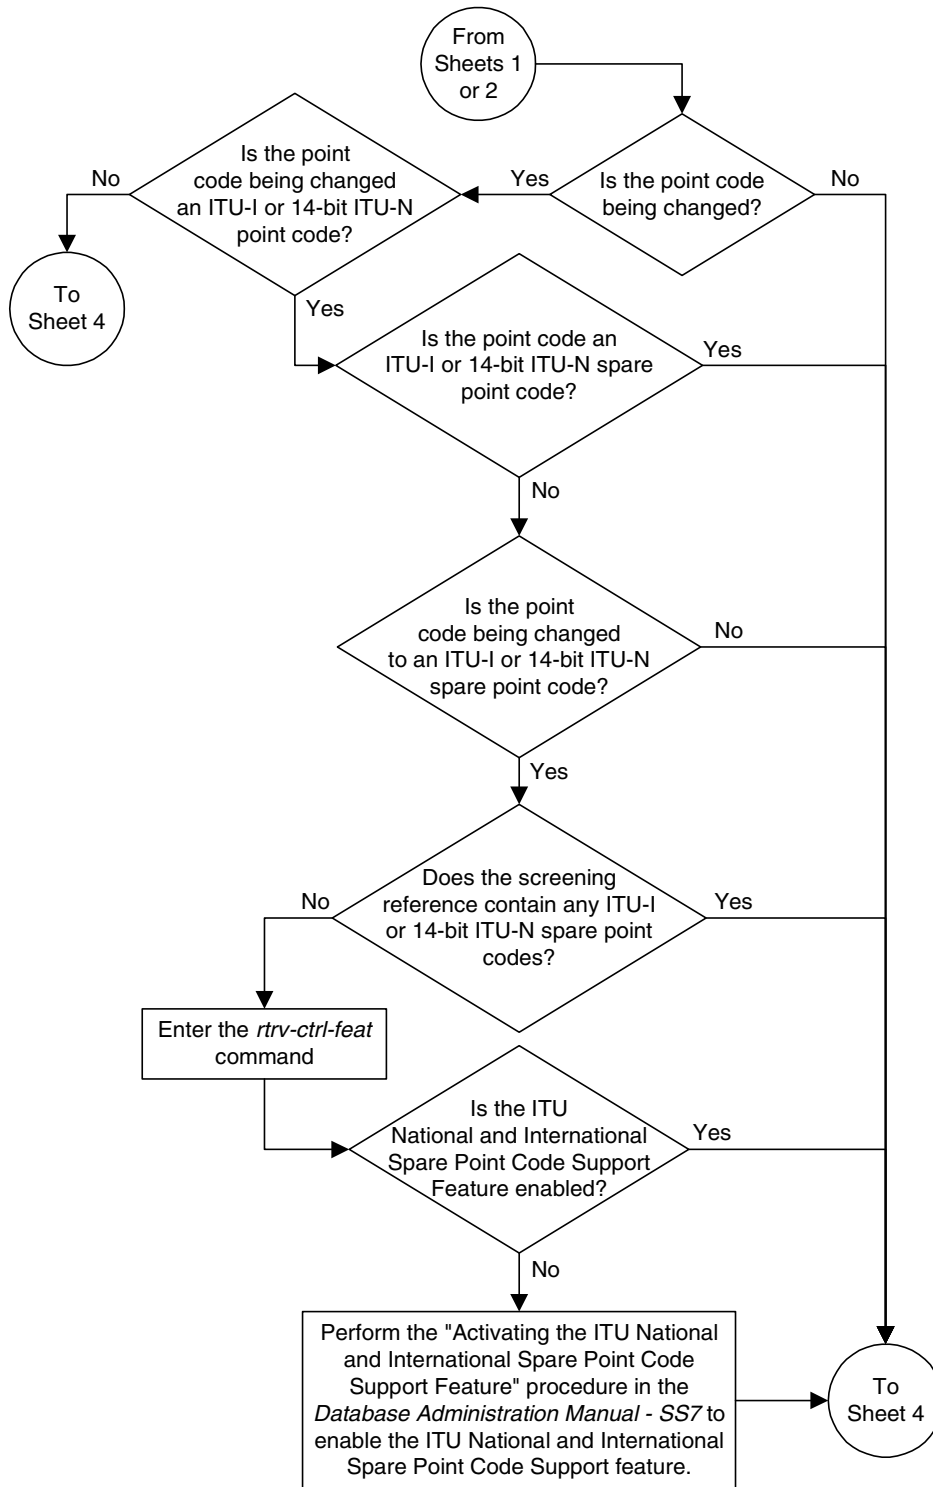 From
Sheets 1
or 2
Is the point code
being changed?
Yes
No
Is the point
code being changed
an ITU-I or 14-bit ITU-N
point code?
No
To
Sheet 4
Yes
Is the point code an
ITU-I or 14-bit ITU-N spare
point code?
Yes
No
Is the point
code being changed
to an ITU-I or 14-bit ITU-N
spare point code?
No
Yes
Does the screening
reference contain any ITU-I
or 14-bit ITU-N spare point
codes?
No
Yes
Enter the rtrv-ctrl-feat
command
Is the ITU
National and International
Spare Point Code Support
Feature enabled?
Yes
No
Perform the "Activating the ITU National
and International Spare Point Code
Support Feature" procedure in the
Database Administration Manual - SS7 to
enable the ITU National and International
Spare Point Code Support feature.
To
Sheet 4